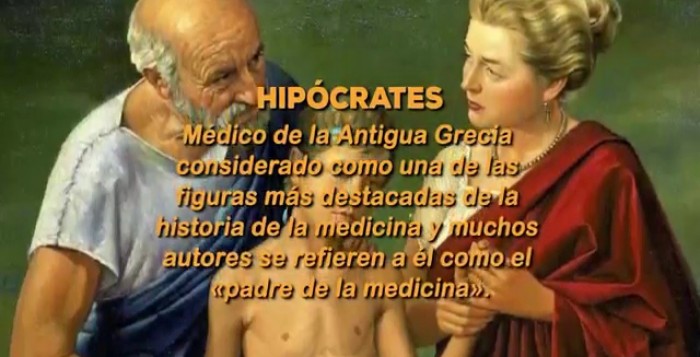 HIPÓCRATES
Médico de la Antigua Grecia
considerado como una de las
figuras más destacadas de la
historia de la medicina y muchos
autores se refieren a él como el
«padre de la medicina».